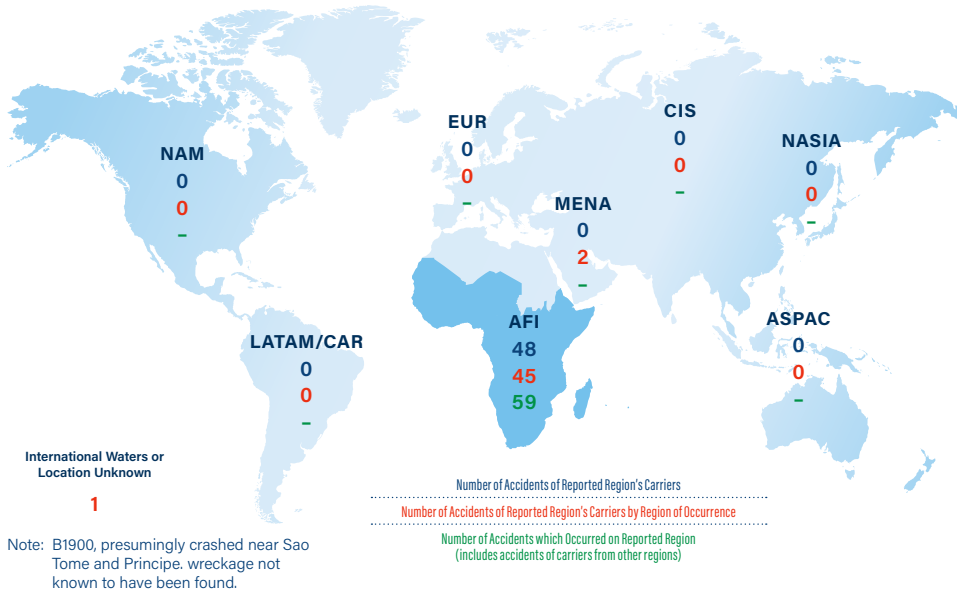 NAM
0
0
–
EUR
0
0
–
CIS
0
0
–
NASIA
0
0
–
MENA
0
2
–
LATAM/CAR
0
0
–
AFI
48
45
59
ASPAC
0
0
–
International Waters or
Location Unknown
1
Note: B1900, presumingly crashed near Sao
Tome and Principe. wreckage not
known to have been found.
Number of Accidents of Reported Region's Carriers
Number of Accidents of Reported Region's Carriers by Region of Occurrence
Number of Accidents which Occurred on Reported Region
(includes accidents of carriers from other regions)